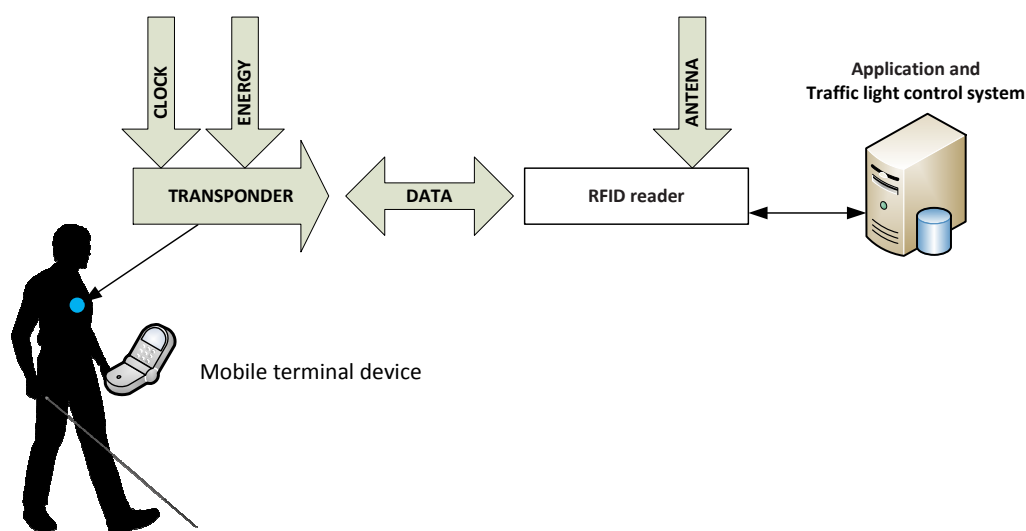 CLOCK
ENERGY
ANTENA
Application and
Traffic light control system
TRANSPONDER
DATA
RFID reader
Mobile terminal device